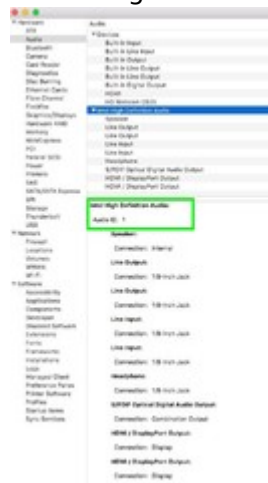 Hardware
ATA
Audio
Bluetooth
Camera
Card Reader
Diagnostics
Disc Burning
Ethernet Cards
Fibre Channel
FireWire
Graphics/Displays
Hardware RAID
Memory
NVMExpress
PCI
Parallel SCSI
Power
Printers
SAS
SATA/SATA Express
SPI
Storage
Thunderbolt
USB
Network
Firewall
Locations
Volumes
WWAN
Wi-Fi
Software
Accessibility
Applications
Components
Developer
Disabled Software
Extensions
Fonts
Frameworks
Installations
Logs
Managed Client
Preference Panes
Printer Software
Profiles
Startup Items
Sync Services
Audio
Devices
Built-in Input
Built-in Line Input
Built-in Output
Built-in Line Output
Built-in Line Output
Built-in Digital Output
HDMI
Intel High Definition Audio
Speaker
Line Output
Line Output
Line Input
Line Input
Headphone
S/PDIF Optical Digital Audio Output
HDMI / DisplayPort Output
HDMI / DisplayPort Output
Intel High Definition Audio:
Audio ID: 1
Speaker:
Connection: Internal
Line Output:
Connection: 1/8-inch Jack
Line Output:
Connection: 1/8-inch Jack
Line Input:
Connection: 1/8-inch Jack
Line Input:
Connection: 1/8-inch Jack
Headphone:
Connection: 1/8-inch Jack
S/PDIF Optical Digital Audio Output:
Connection: Combination Output
HDMI / DisplayPort Output:
Connection: Display
HDMI / DisplayPort Output:
Connection: Display